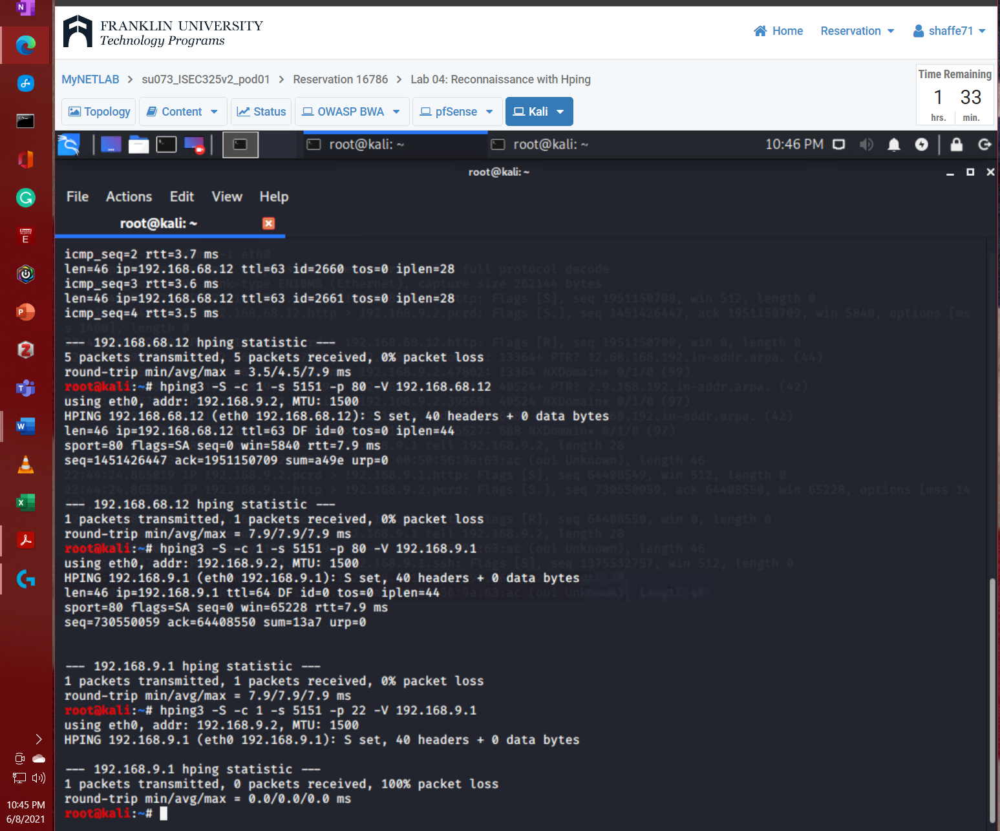 FRANKLIN UNIVERSITY
Technology Programs
Home Reservation shaffe71
MyNETLAB > su073_ISEC325v2_pod01 > Reservation 16786 > Lab 04: Reconnaissance with Hping
Time Remaining
1 33
hrs. min.
Topology Content Status OWASP BWA pfSense Kali
root@kali: ~ root@kali: ~ 10:46 PM
root@kali: ~
File Actions Edit View Help
root@kali: ~
icmp_seq=2 rtt=3.7 ms
len=46 ip=192.168.68.12 ttl=63 id=2660 tos=0 iplen=28
icmp_seq=3 rtt=3.6 ms
len=46 ip=192.168.68.12 ttl=63 id=2661 tos=0 iplen=28
icmp_seq=4 rtt=3.5 ms
--- 192.168.68.12 hping statistic ---
5 packets transmitted, 5 packets received, 0% packet loss
round-trip min/avg/max = 3.5/4.5/7.9 ms
root@kali:~# hping3 -S -c 1 -s 5151 -p 80 -V 192.168.68.12
using eth0, addr: 192.168.9.2, MTU: 1500
HPING 192.168.68.12 (eth0 192.168.68.12): S set, 40 headers + 0 data bytes
len=46 ip=192.168.68.12 ttl=63 DF id=0 tos=0 iplen=44
sport=80 flags=SA seq=0 win=5840 rtt=7.9 ms
seq=1451426447 ack=1951150709 sum=a49e urp=0
--- 192.168.68.12 hping statistic ---
1 packets transmitted, 1 packets received, 0% packet loss
round-trip min/avg/max = 7.9/7.9/7.9 ms
root@kali:~# hping3 -S -c 1 -s 5151 -p 80 -V 192.168.9.1
using eth0, addr: 192.168.9.2, MTU: 1500
HPING 192.168.9.1 (eth0 192.168.9.1): S set, 40 headers + 0 data bytes
len=46 ip=192.168.9.1 ttl=64 DF id=0 tos=0 iplen=44
sport=80 flags=SA seq=0 win=65228 rtt=7.9 ms
seq=730550059 ack=64408550 sum=13a7 urp=0
--- 192.168.9.1 hping statistic ---
1 packets transmitted, 1 packets received, 0% packet loss
round-trip min/avg/max = 7.9/7.9/7.9 ms
root@kali:~# hping3 -S -c 1 -s 5151 -p 22 -V 192.168.9.1
using eth0, addr: 192.168.9.2, MTU: 1500
HPING 192.168.9.1 (eth0 192.168.9.1): S set, 40 headers + 0 data bytes
--- 192.168.9.1 hping statistic ---
1 packets transmitted, 0 packets received, 100% packet loss
round-trip min/avg/max = 0.0/0.0/0.0 ms
root@kali:~#
10:45 PM
6/8/2021